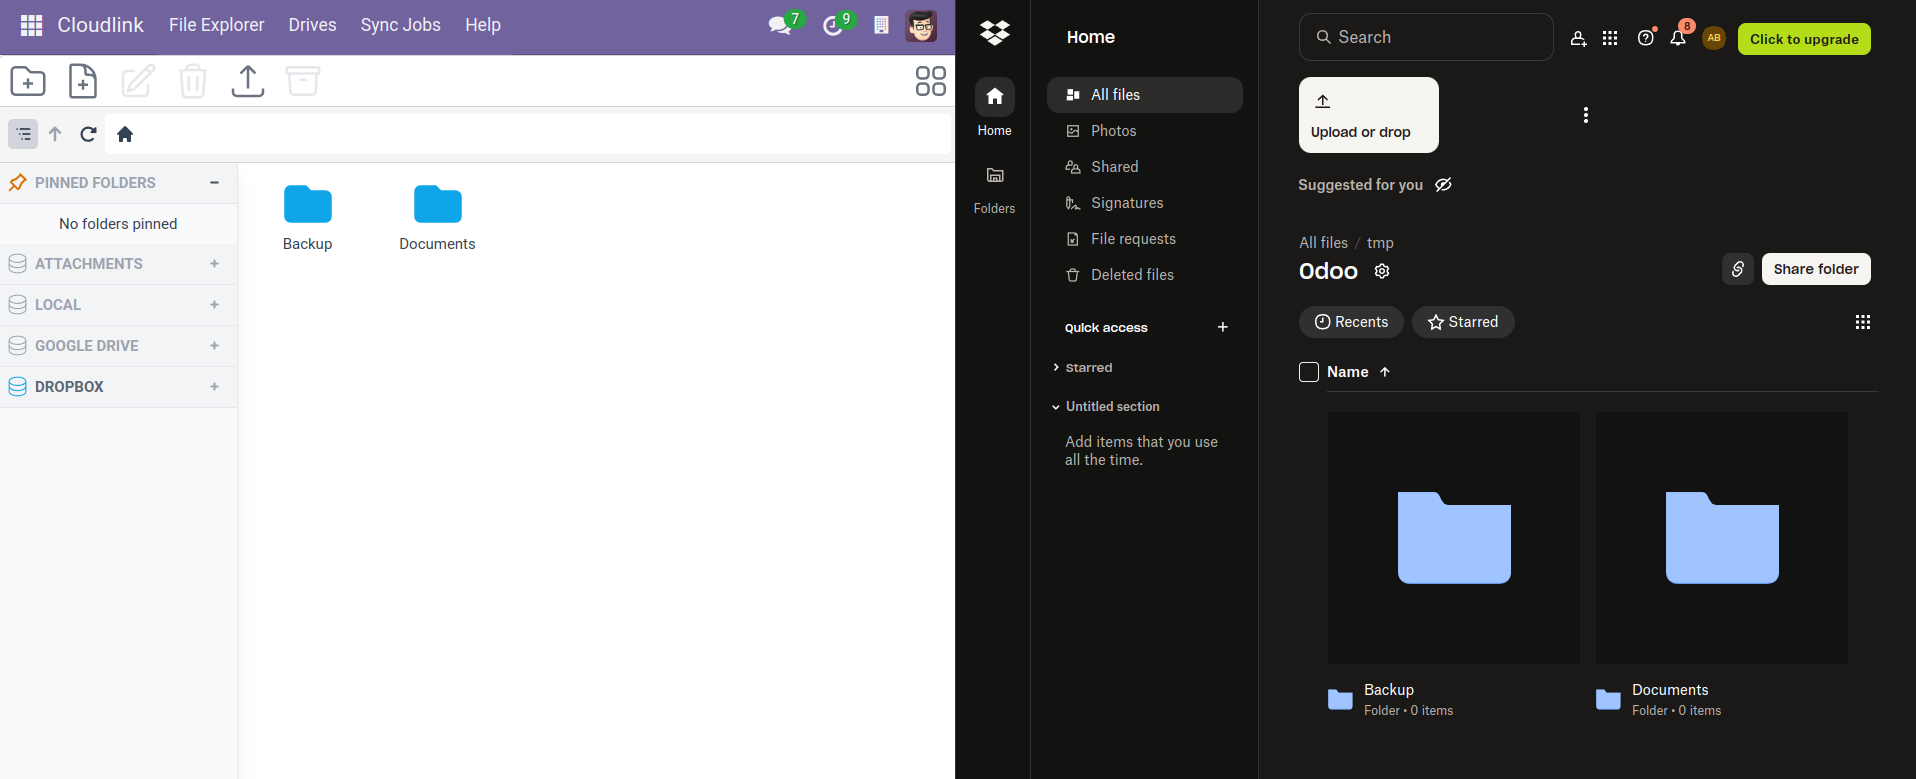 Cloudlink File Explorer Drives Sync Jobs Help 7 9
PINNED FOLDERS
No folders pinned
ATTACHMENTS
LOCAL
GOOGLE DRIVE
DROPBOX
Backup Documents
Home
Folders
Home
All files
Photos
Shared
Signatures
File requests
Deleted files
Quick access
Starred
Untitled section
Add items that you use
all the time.
Search 8 AB Click to upgrade
Upload or drop
Suggested for you
All files / tmp
Odoo Share folder
Recents Starred
Name
Backup
Folder • 0 items
Documents
Folder • 0 items